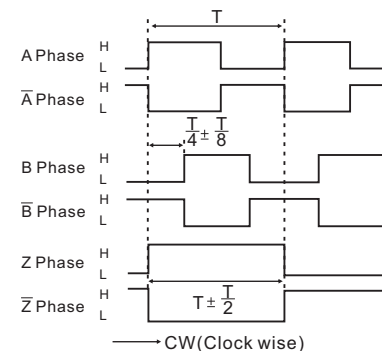 T
A Phase H
L
A̅ Phase H
L
T/4 ± T/8
B Phase H
L
B̅ Phase H
L
Z Phase H
L
Z̅ Phase H
L
T ± T/2
CW(Clock wise)